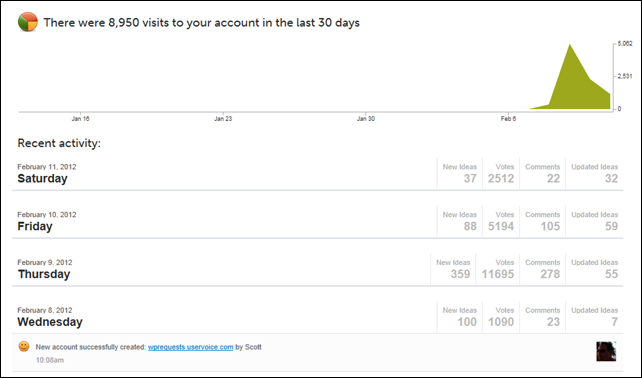 There were 8,950 visits to your account in the last 30 days
5,062
2,531
0
Jan 16 Jan 23 Jan 30 Feb 6
Recent activity:
February 11, 2012
Saturday
New Ideas Votes Comments Updated Ideas
37 2512 22 32
February 10, 2012
Friday
New Ideas Votes Comments Updated Ideas
88 5194 105 59
February 9, 2012
Thursday
New Ideas Votes Comments Updated Ideas
359 11695 278 55
February 8, 2012
Wednesday
New Ideas Votes Comments Updated Ideas
100 1090 23 7
New account successfully created: wprequests.uservoice.com by Scott
10:08am